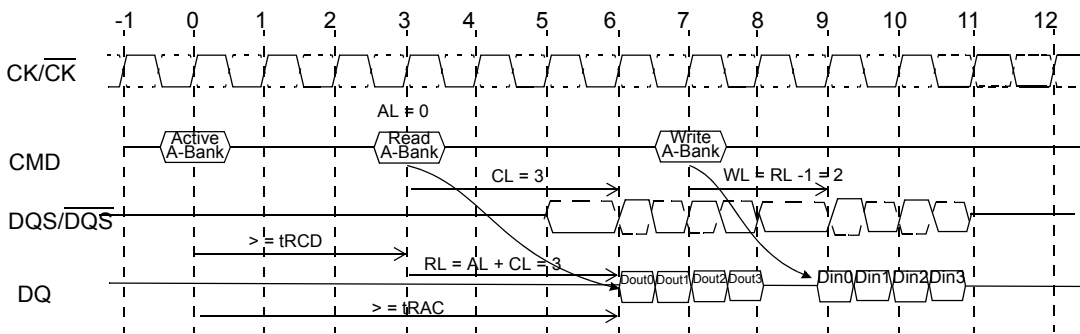 -1 0 1 2 3 4 5 6 7 8 9 10 11 12
CK/CK
AL = 0
CMD
Active
A-Bank
Read
A-Bank
Write
A-Bank
CL = 3
WL = RL -1 = 2
DQS/DQS
> = tRCD
RL = AL + CL = 3
DQ
Dout0 Dout1 Dout2 Dout3
Din0 Din1 Din2 Din3
> = tRAC